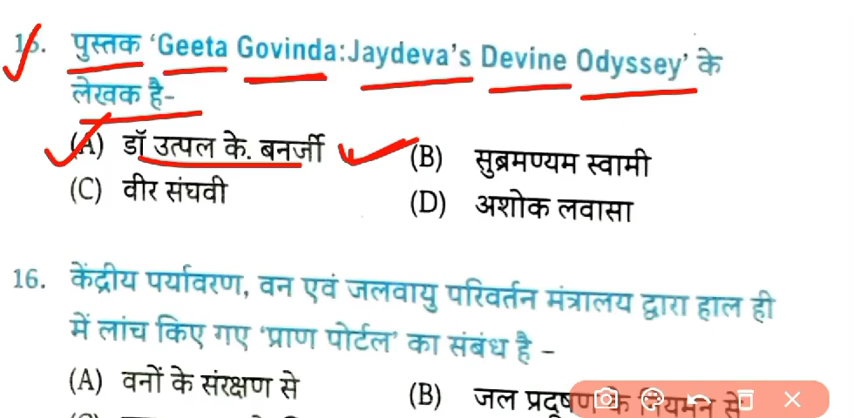 15. पुस्तक ‘Geeta Govinda:Jaydeva’s Devine Odyssey’ के
लेखक है-
(A) डॉ उत्पल के. बनर्जी (B) सुब्रमण्यम स्वामी
(C) वीर संघवी (D) अशोक लवासा
16. केंद्रीय पर्यावरण, वन एवं जलवायु परिवर्तन मंत्रालय द्वारा हाल ही
में लांच किए गए ‘प्राण पोर्टल’ का संबंध है –
(A) वनों के संरक्षण से (B) जल प्रदूषण के नियमन से